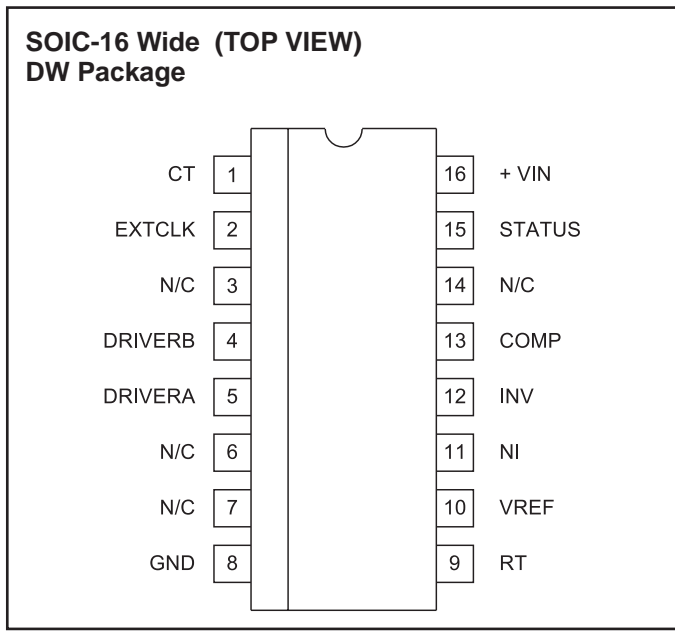 SOIC-16 Wide (TOP VIEW)
DW Package
CT 1 16 + VIN
EXTCLK 2 15 STATUS
N/C 3 14 N/C
DRIVERB 4 13 COMP
DRIVERA 5 12 INV
N/C 6 11 NI
N/C 7 10 VREF
GND 8 9 RT